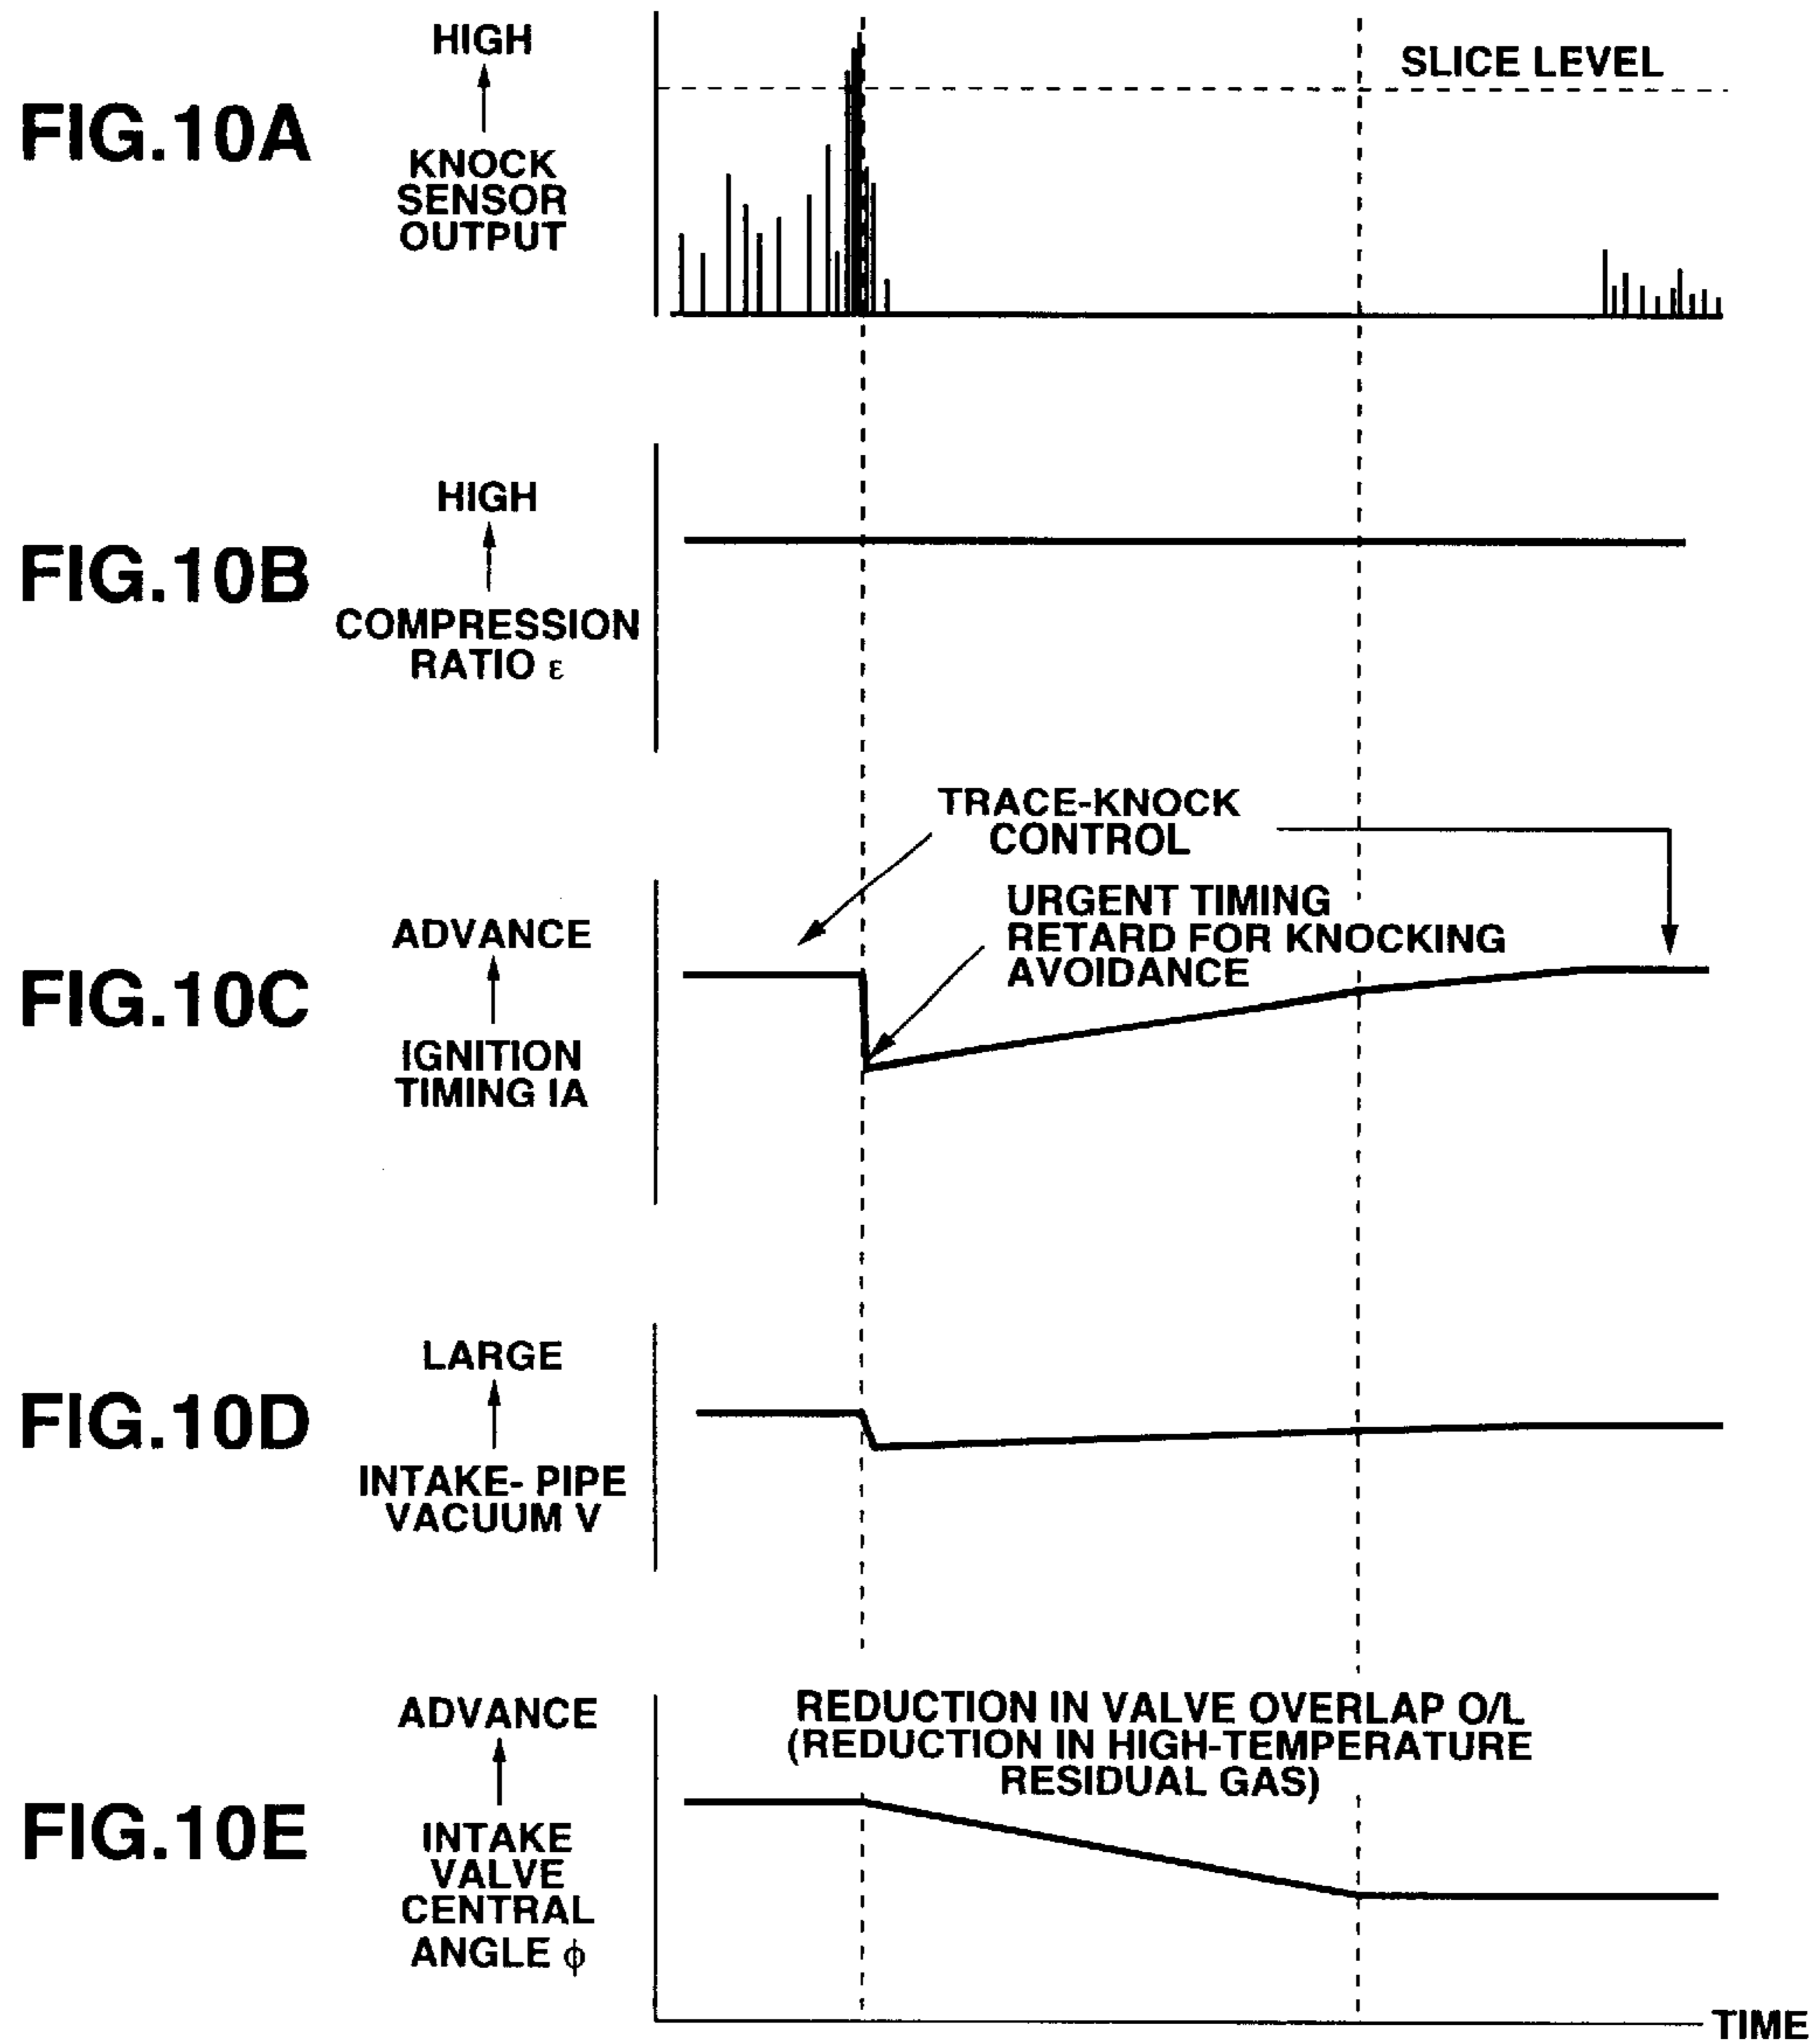 FIG.10A
HIGH
KNOCK
SENSOR
OUTPUT
SLICE LEVEL
FIG.10B
HIGH
COMPRESSION
RATIO ε
FIG.10C
ADVANCE
IGNITION
TIMING IA
TRACE-KNOCK
CONTROL
URGENT TIMING
RETARD FOR KNOCKING
AVOIDANCE
FIG.10D
LARGE
INTAKE- PIPE
VACUUM V
FIG.10E
ADVANCE
INTAKE
VALVE
CENTRAL
ANGLE ϕ
REDUCTION IN VALVE OVERLAP O/L
(REDUCTION IN HIGH-TEMPERATURE
RESIDUAL GAS)
TIME